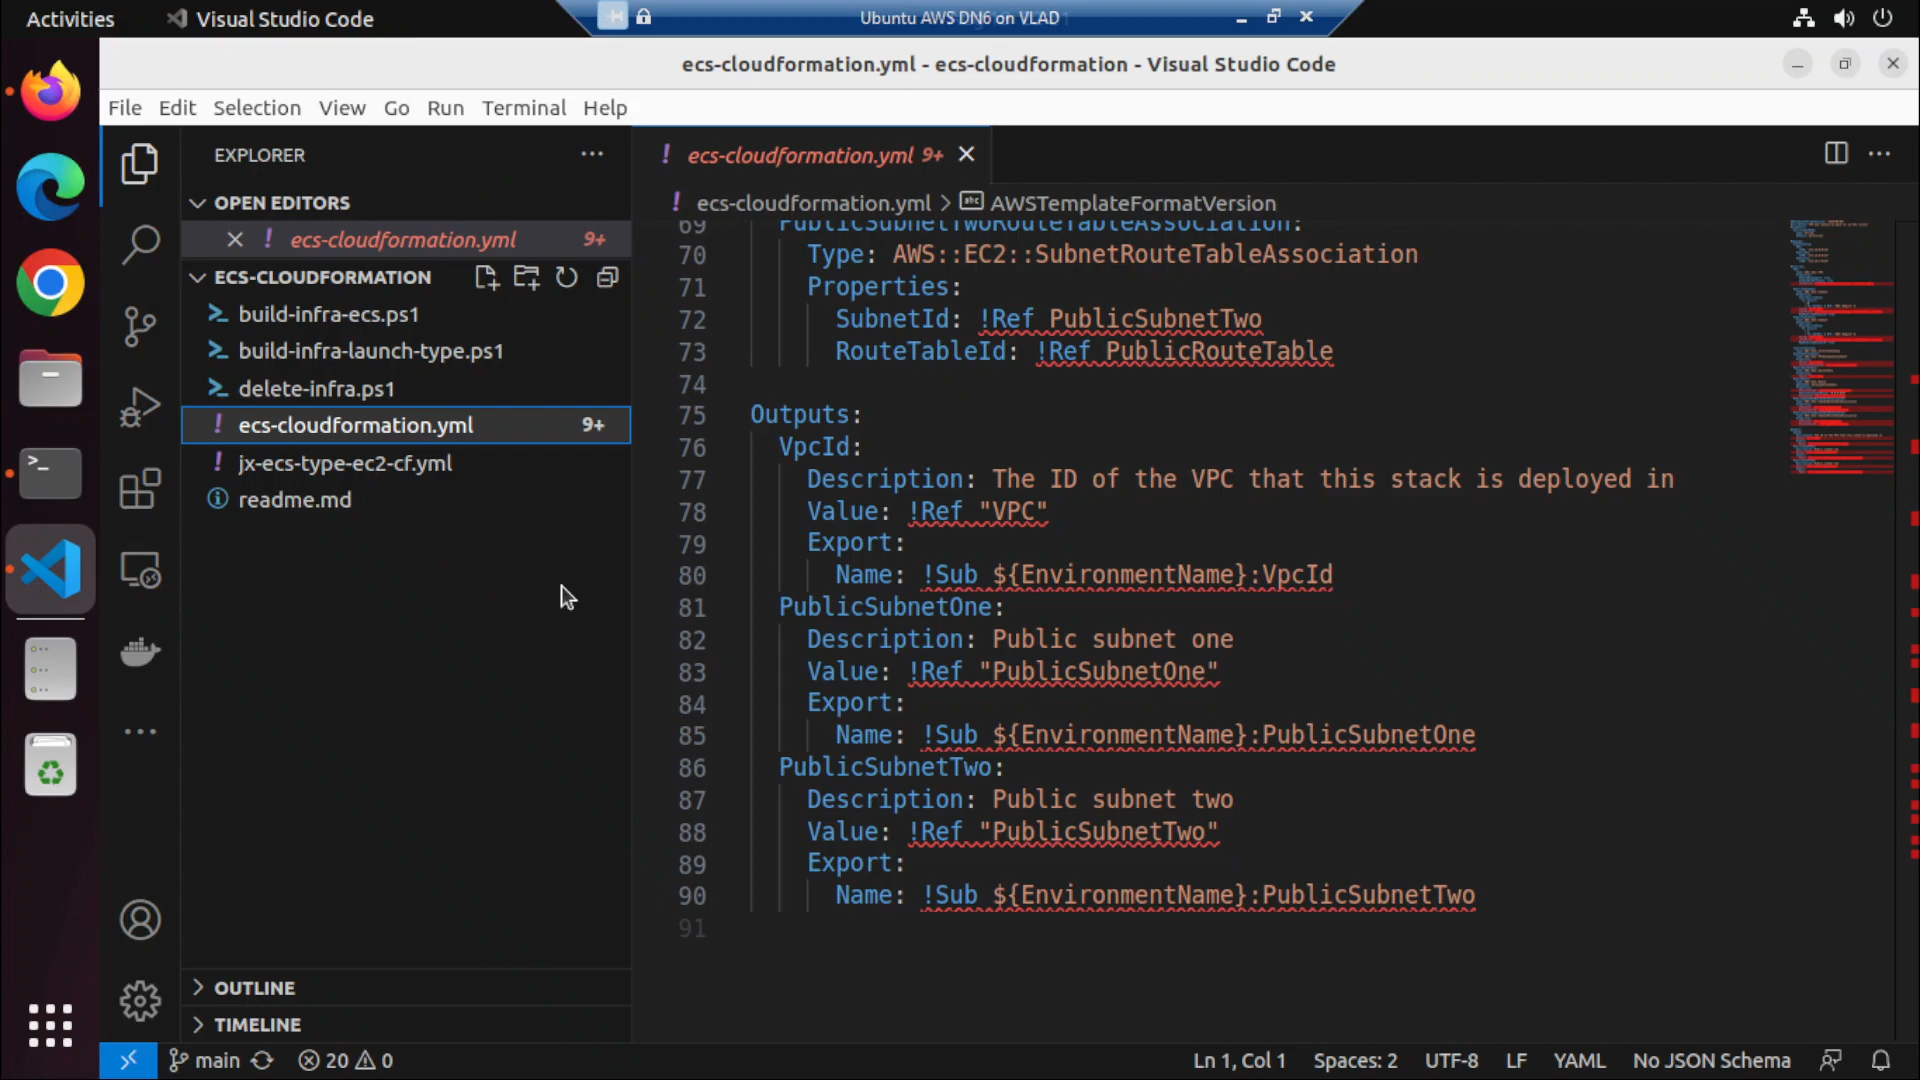 Activities
Visual Studio Code
Ubuntu AWS DN6 on VLAD
ecs-cloudformation.yml - ecs-cloudformation - Visual Studio Code
File Edit Selection View Go Run Terminal Help
EXPLORER
OPEN EDITORS
ecs-cloudformation.yml 9+
ECS-CLOUDFORMATION
build-infra-ecs.ps1
build-infra-launch-type.ps1
delete-infra.ps1
ecs-cloudformation.yml 9+
jx-ecs-type-ec2-cf.yml
readme.md
OUTLINE
TIMELINE
ecs-cloudformation.yml 9+
ecs-cloudformation.yml > AWSTemplateFormatVersion
69 PublicSubnetTwoRouteTableAssociation:
70 Type: AWS::EC2::SubnetRouteTableAssociation
71 Properties:
72 SubnetId: !Ref PublicSubnetTwo
73 RouteTableId: !Ref PublicRouteTable
74
75 Outputs:
76 VpcId:
77 Description: The ID of the VPC that this stack is deployed in
78 Value: !Ref "VPC"
79 Export:
80 Name: !Sub ${EnvironmentName}:VpcId
81 PublicSubnetOne:
82 Description: Public subnet one
83 Value: !Ref "PublicSubnetOne"
84 Export:
85 Name: !Sub ${EnvironmentName}:PublicSubnetOne
86 PublicSubnetTwo:
87 Description: Public subnet two
88 Value: !Ref "PublicSubnetTwo"
89 Export:
90 Name: !Sub ${EnvironmentName}:PublicSubnetTwo
91
main 20 0 Ln 1, Col 1 Spaces: 2 UTF-8 LF YAML No JSON Schema